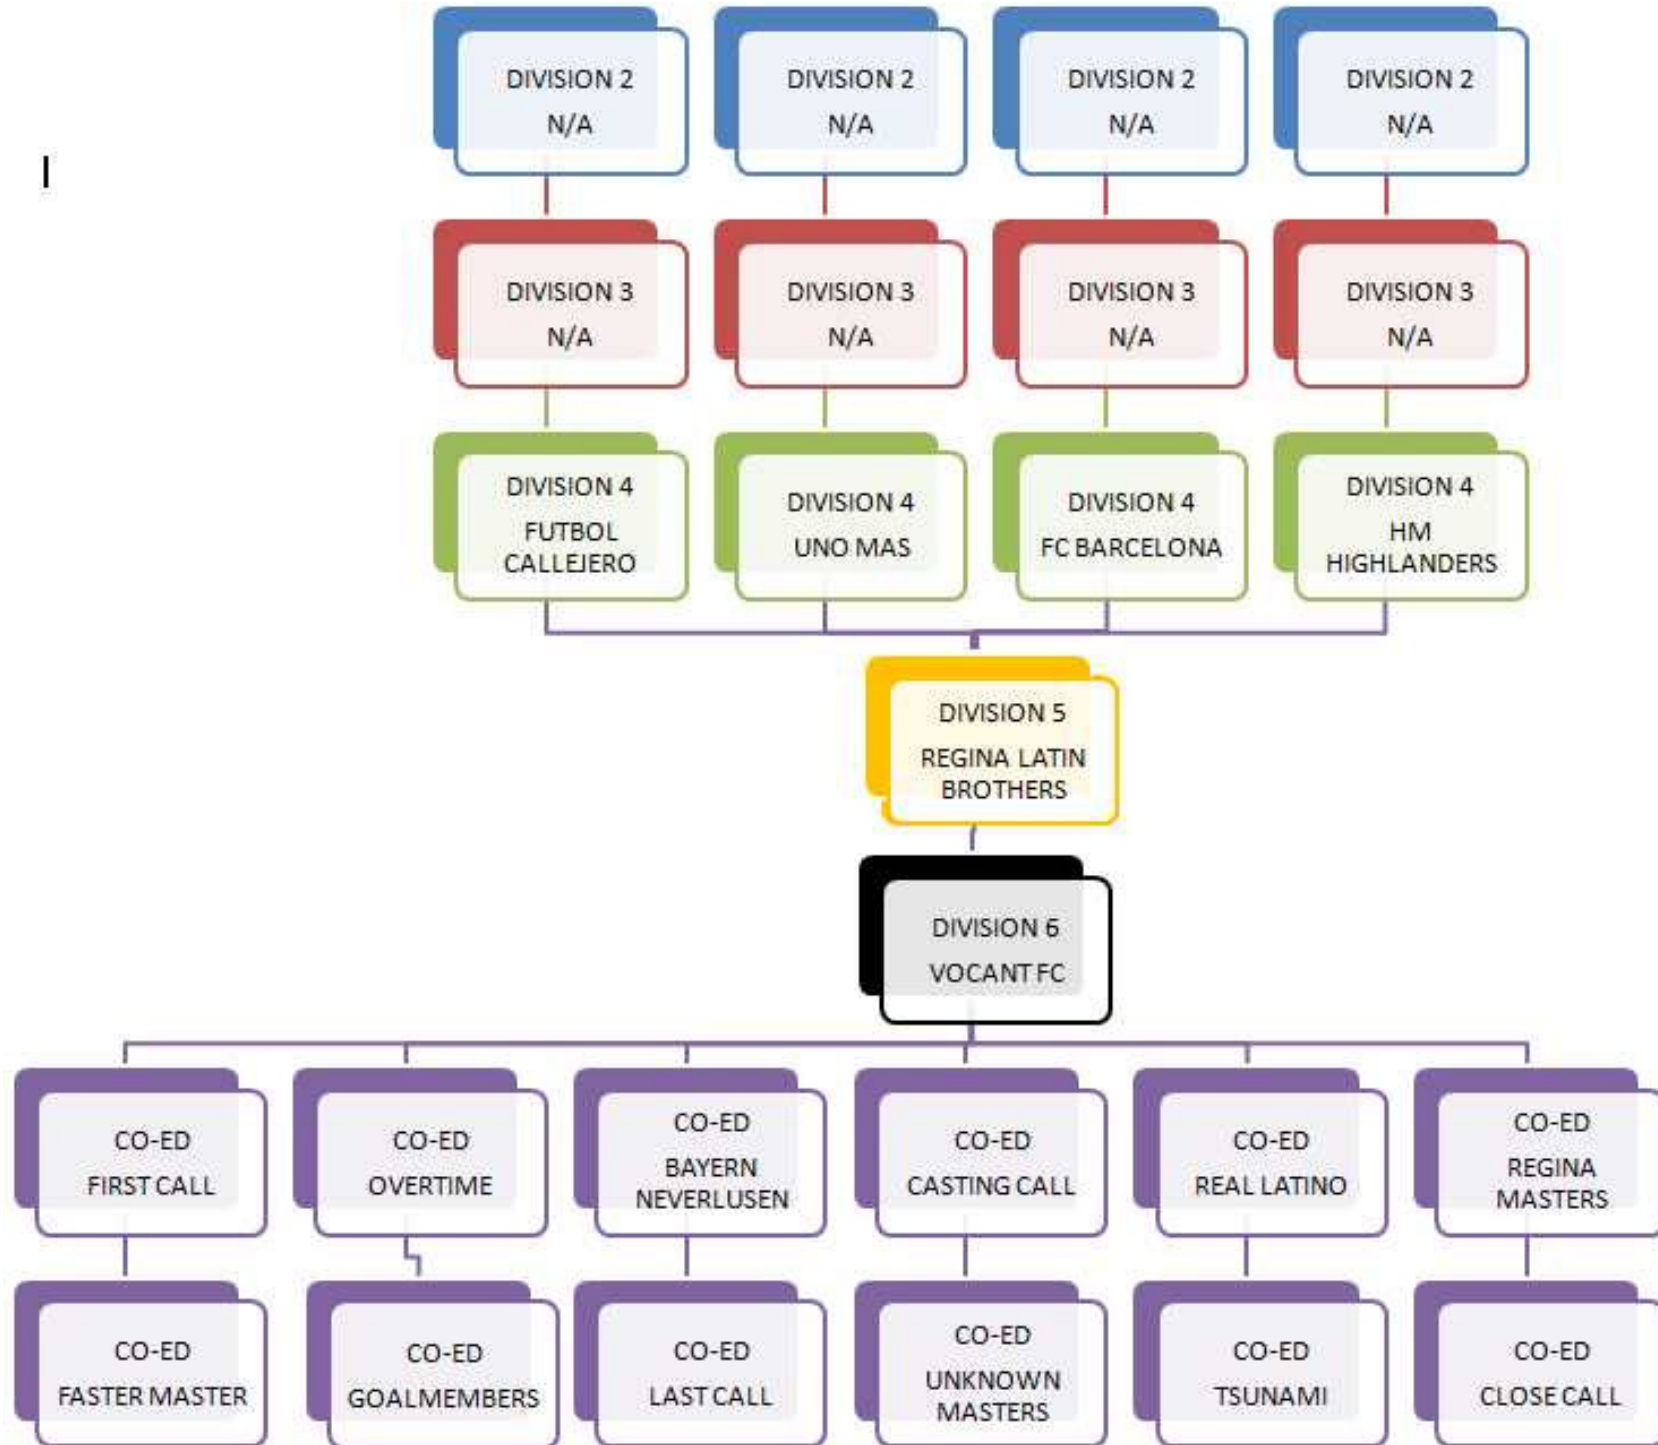 DIVISION 2
N/A
DIVISION 2
N/A
DIVISION 2
N/A
DIVISION 2
N/A
DIVISION 3
N/A
DIVISION 3
N/A
DIVISION 3
N/A
DIVISION 3
N/A
DIVISION 4
FUTBOL
CALLEJERO
DIVISION 4
UNO MAS
DIVISION 4
FC BARCELONA
DIVISION 4
HM
HIGHLANDERS
DIVISION 5
REGINA LATIN
BROTHERS
DIVISION 6
VOCANT FC
CO-ED
FIRST CALL
CO-ED
OVERTIME
CO-ED
BAYERN
NEVERLUSEN
CO-ED
CASTING CALL
CO-ED
REAL LATINO
CO-ED
REGINA
MASTERS
CO-ED
FASTER MASTER
CO-ED
GOALMEMBERS
CO-ED
LAST CALL
CO-ED
UNKNOWN
MASTERS
CO-ED
TSUNAMI
CO-ED
CLOSE CALL